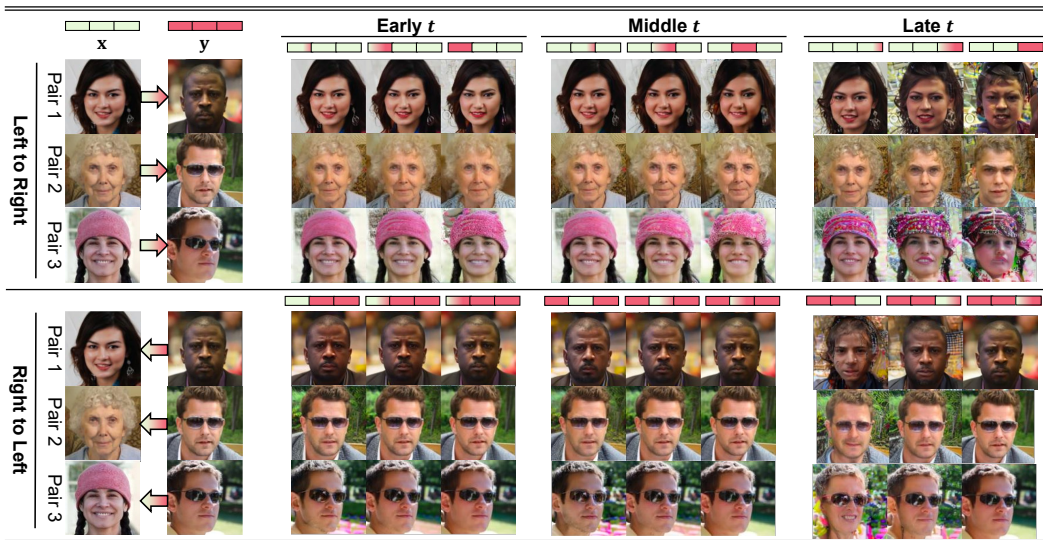 Early t
Middle t
Late t
x
y
Left to Right
Pair 1
Pair 2
Pair 3
Right to Left
Pair 1
Pair 2
Pair 3